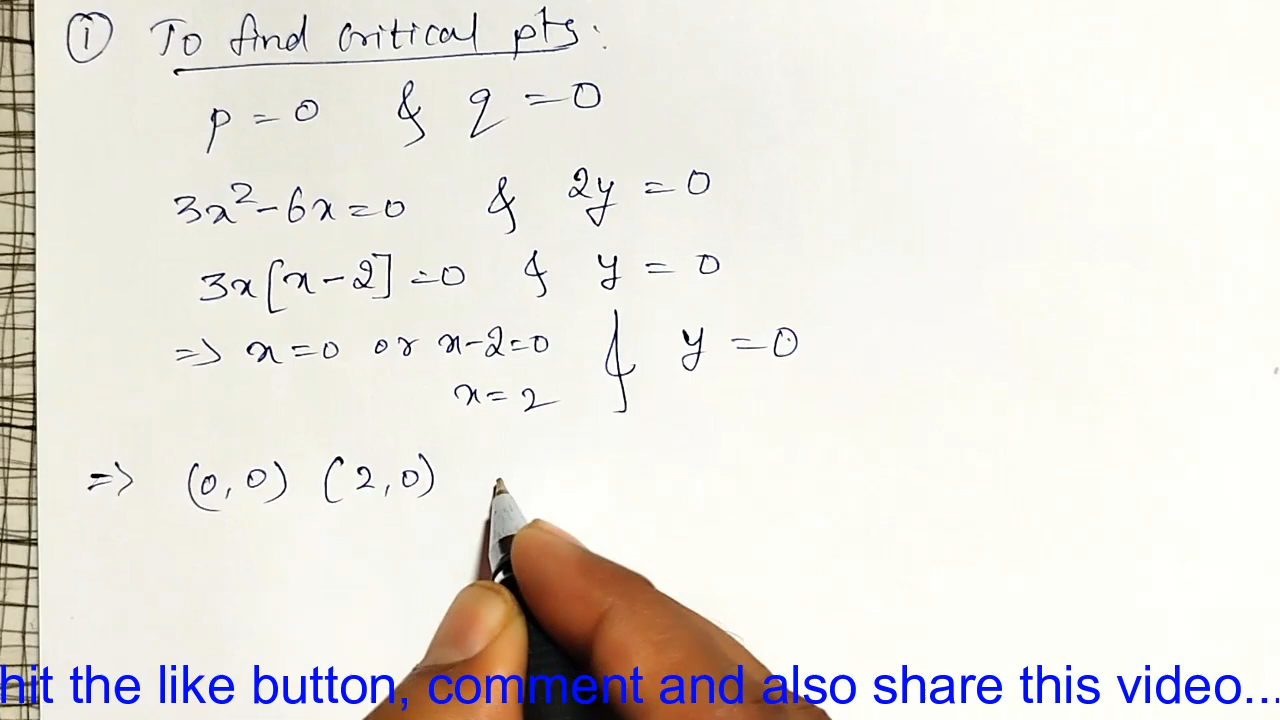 ① To find critical pts:
p = 0 & q = 0
3x² - 6x = 0 & 2y = 0
3x[x - 2] = 0 & y = 0
=> x = 0 or x - 2 = 0 & y = 0
x = 2
=> (0, 0) (2, 0)
hit the like button, comment and also share this video...